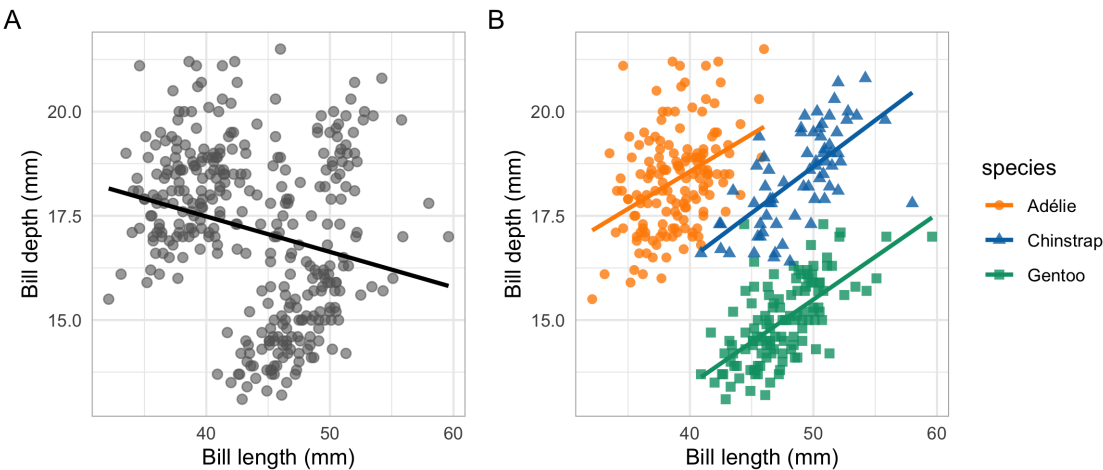 A
Bill depth (mm)
20.0
17.5
15.0
40 50 60
Bill length (mm)
B
Bill depth (mm)
20.0
17.5
15.0
40 50 60
Bill length (mm)
species
Adélie
Chinstrap
Gentoo